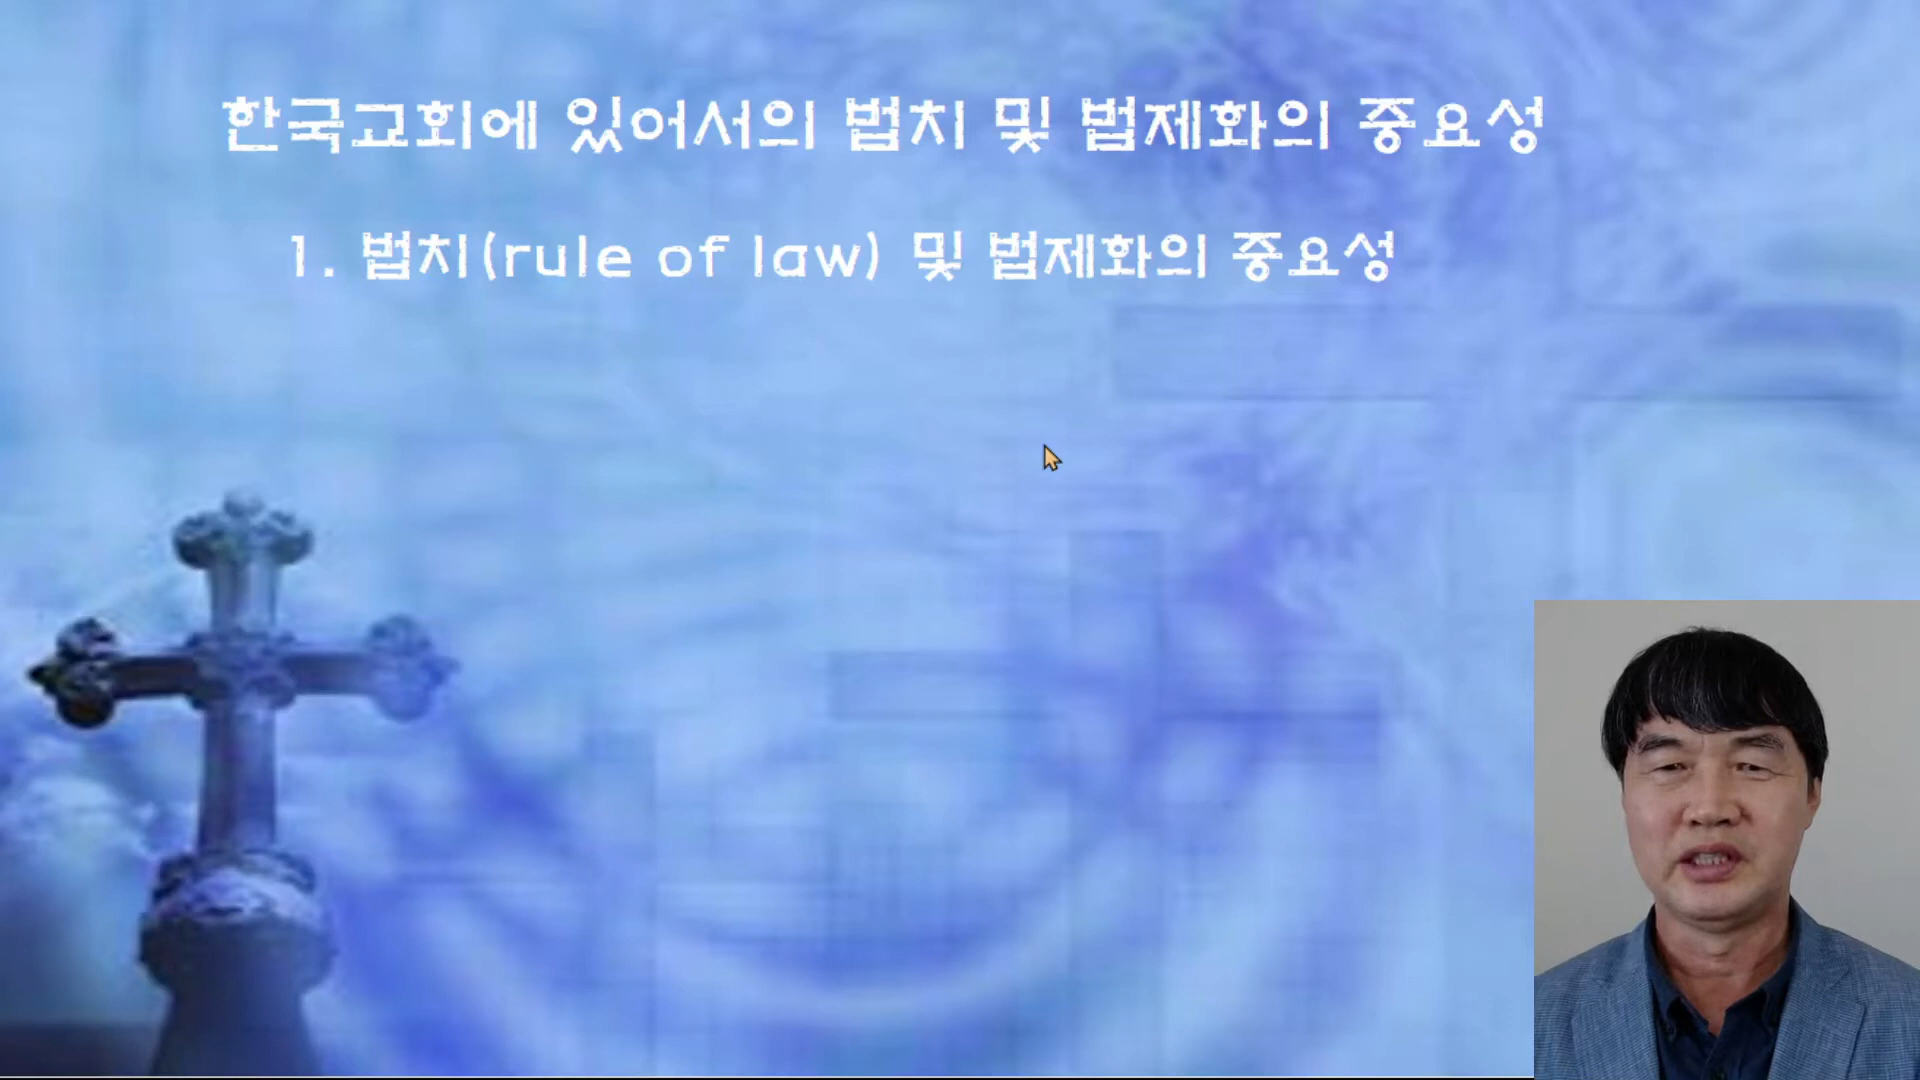 한국교회에 있어서의 법치 및 법제화의 중요성
1. 법치(rule of law) 및 법제화의 중요성